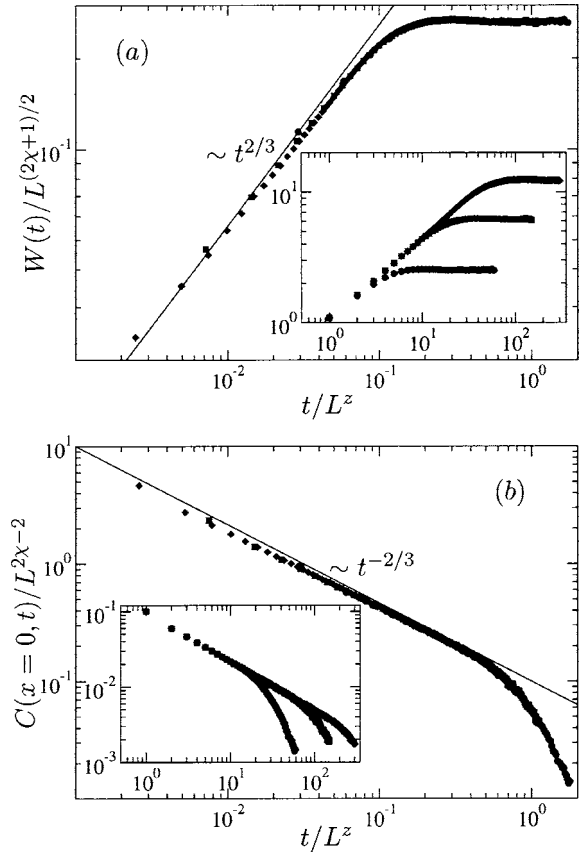 (a)
W(t)/L^{(2χ+1)/2}
10^{-1}
∼ t^{2/3}
10^1
10^0
10^0 10^1 10^2
10^{-2} 10^{-1} 10^0
t/L^z
(b)
C(x = 0, t)/L^{2χ−2}
10^1
10^0
10^{-1}
∼ t^{−2/3}
10^{-1}
10^{-2}
10^{-3}
10^0 10^1 10^2
10^{-2} 10^{-1} 10^0
t/L^z